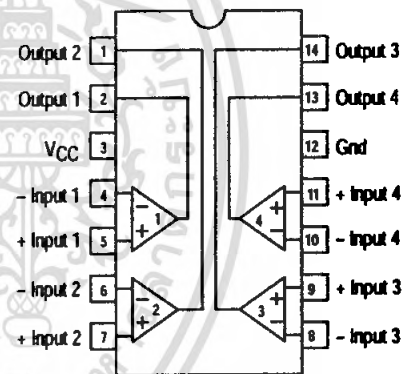 Output 2 1 14 Output 3
Output 1 2 13 Output 4
VCC 3 12 Gnd
– Input 1 4 11 + Input 4
– + 1 + – 4
+ Input 1 5 10 – Input 4
– Input 2 6 9 + Input 3
– + 2 + – 3
+ Input 2 7 8 – Input 3